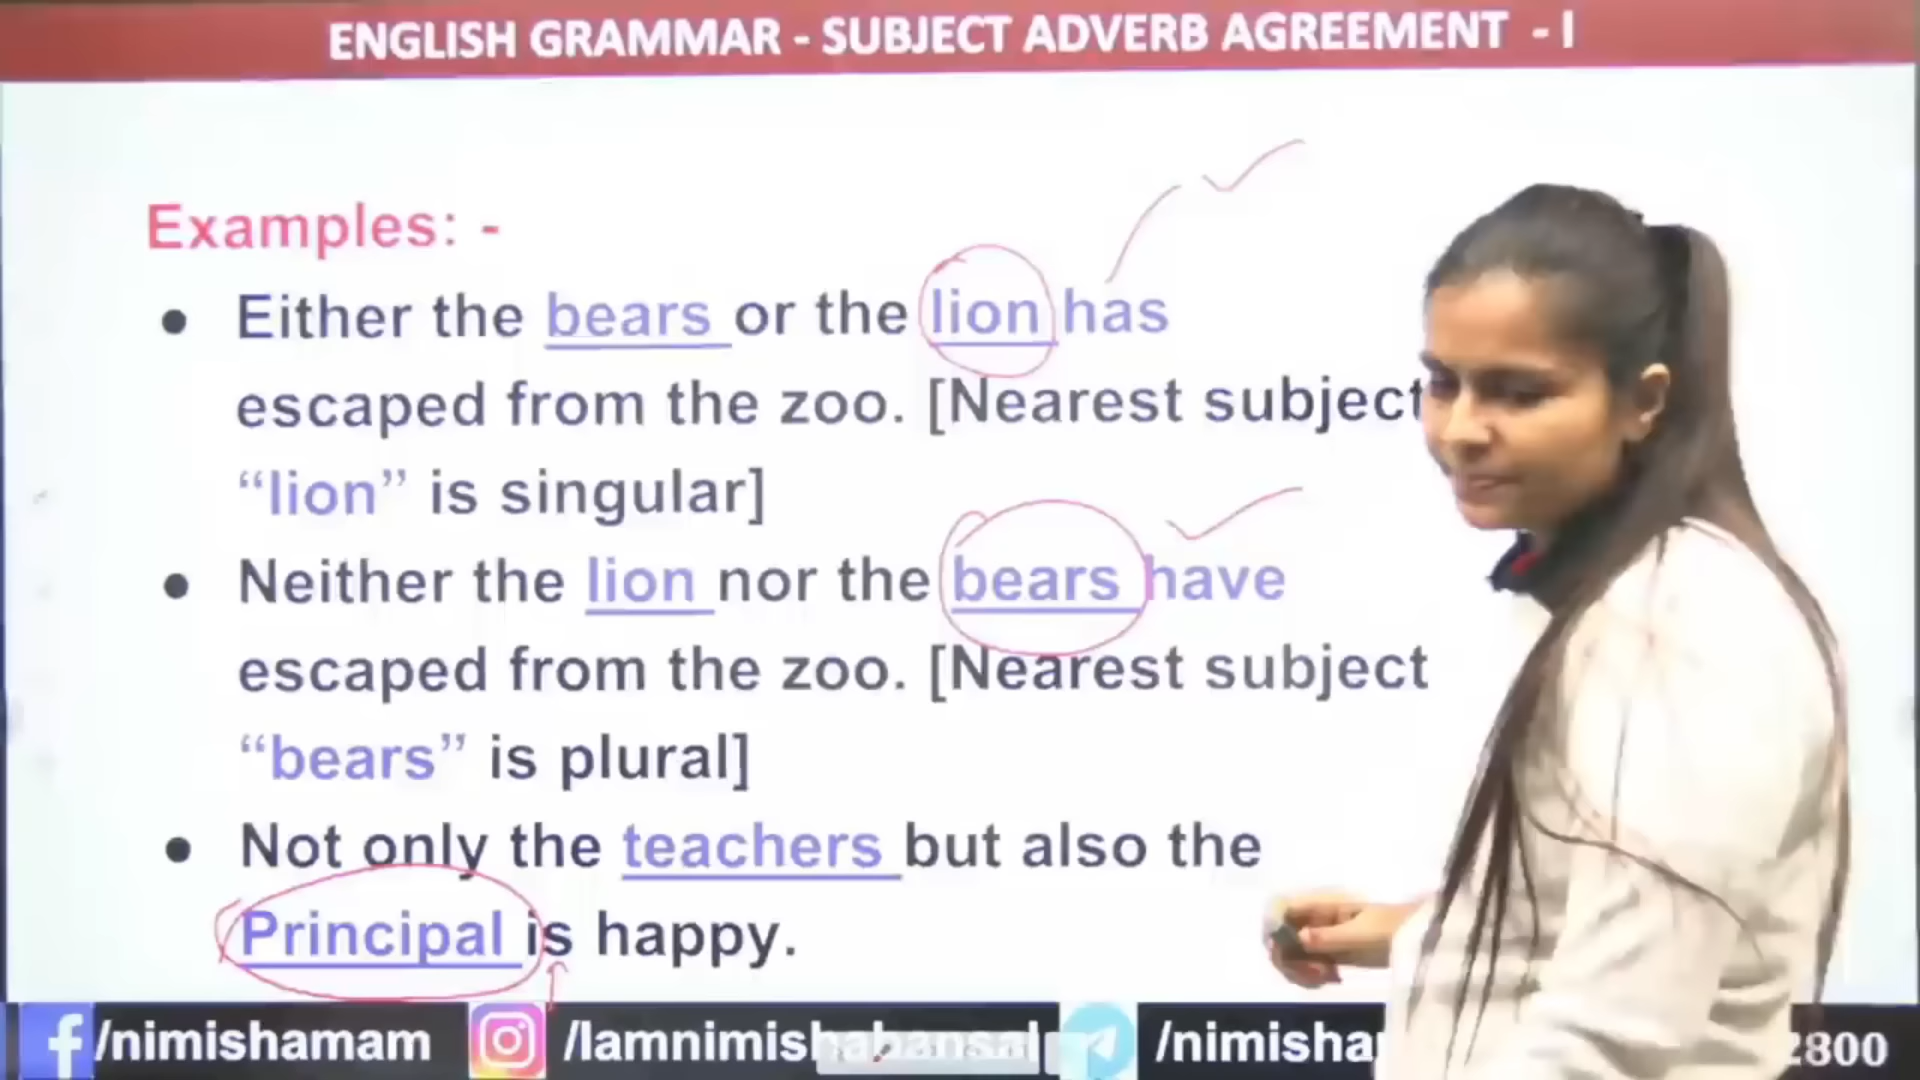 ENGLISH GRAMMAR - SUBJECT ADVERB AGREEMENT - I
Examples: -
● Either the bears or the lion has
escaped from the zoo. [Nearest subject
“lion” is singular]
● Neither the lion nor the bears have
escaped from the zoo. [Nearest subject
“bears” is plural]
● Not only the teachers but also the
Principal is happy.
/nimishamam /Iamnimishabansal /nimisha 2800